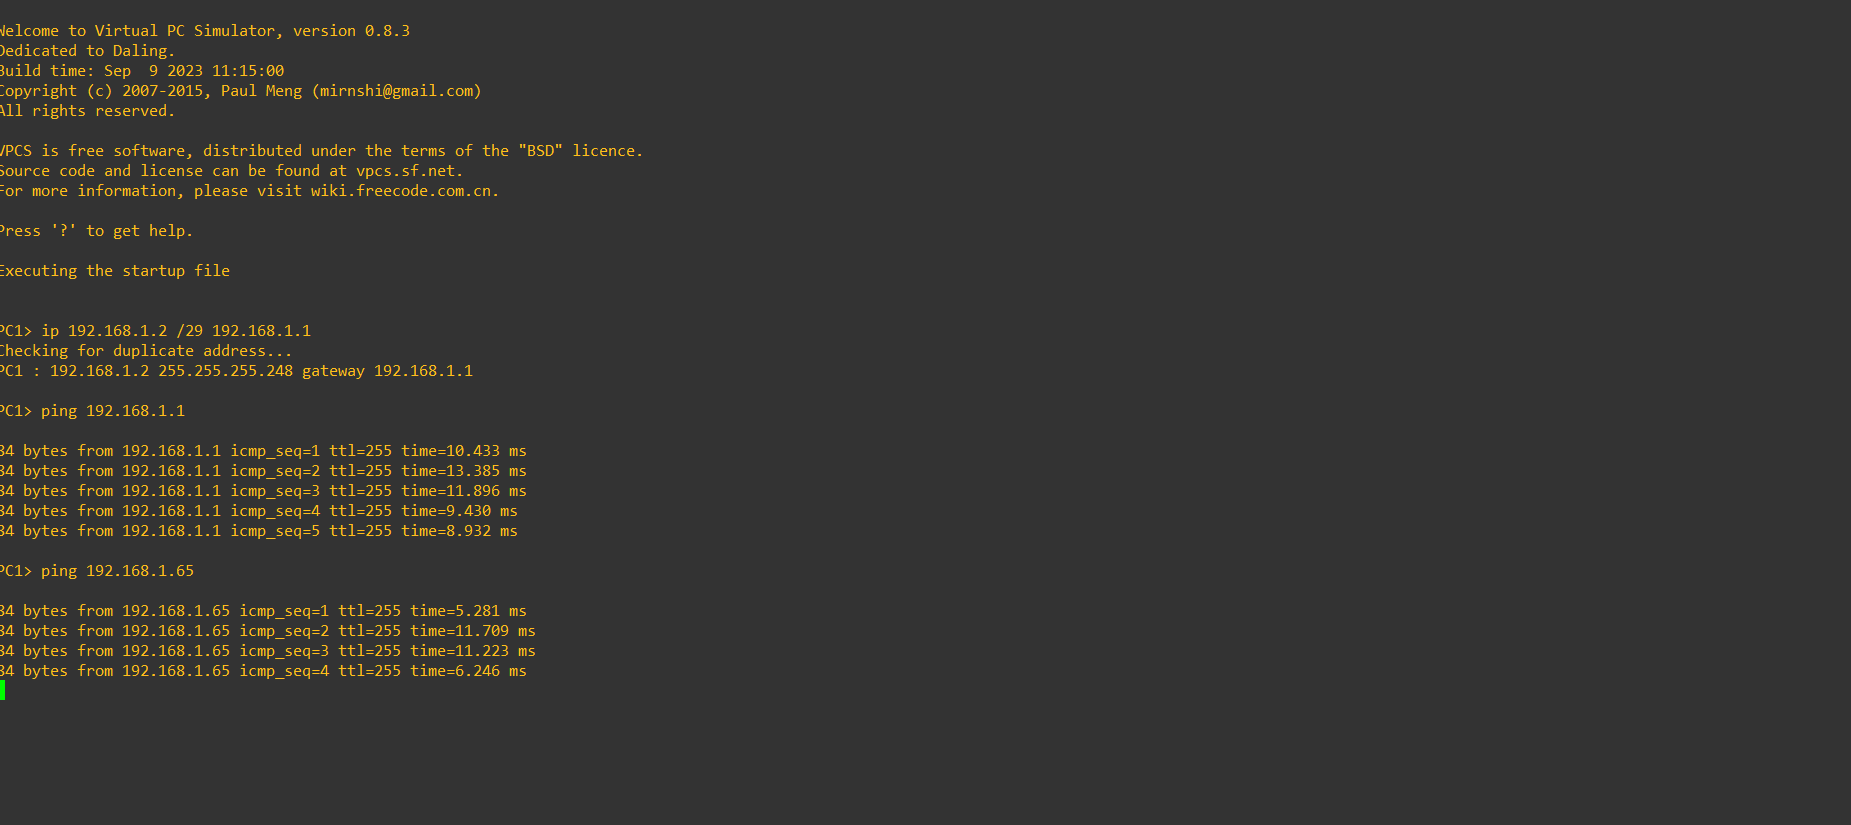 Welcome to Virtual PC Simulator, version 0.8.3
Dedicated to Daling.
Build time: Sep  9 2023 11:15:00
Copyright (c) 2007-2015, Paul Meng (mirnshi@gmail.com)
All rights reserved.
VPCS is free software, distributed under the terms of the "BSD" licence.
Source code and license can be found at vpcs.sf.net.
For more information, please visit wiki.freecode.com.cn.
Press '?' to get help.
Executing the startup file
PC1> ip 192.168.1.2 /29 192.168.1.1
Checking for duplicate address...
PC1 : 192.168.1.2 255.255.255.248 gateway 192.168.1.1
PC1> ping 192.168.1.1
84 bytes from 192.168.1.1 icmp_seq=1 ttl=255 time=10.433 ms
84 bytes from 192.168.1.1 icmp_seq=2 ttl=255 time=13.385 ms
84 bytes from 192.168.1.1 icmp_seq=3 ttl=255 time=11.896 ms
84 bytes from 192.168.1.1 icmp_seq=4 ttl=255 time=9.430 ms
84 bytes from 192.168.1.1 icmp_seq=5 ttl=255 time=8.932 ms
PC1> ping 192.168.1.65
84 bytes from 192.168.1.65 icmp_seq=1 ttl=255 time=5.281 ms
84 bytes from 192.168.1.65 icmp_seq=2 ttl=255 time=11.709 ms
84 bytes from 192.168.1.65 icmp_seq=3 ttl=255 time=11.223 ms
84 bytes from 192.168.1.65 icmp_seq=4 ttl=255 time=6.246 ms